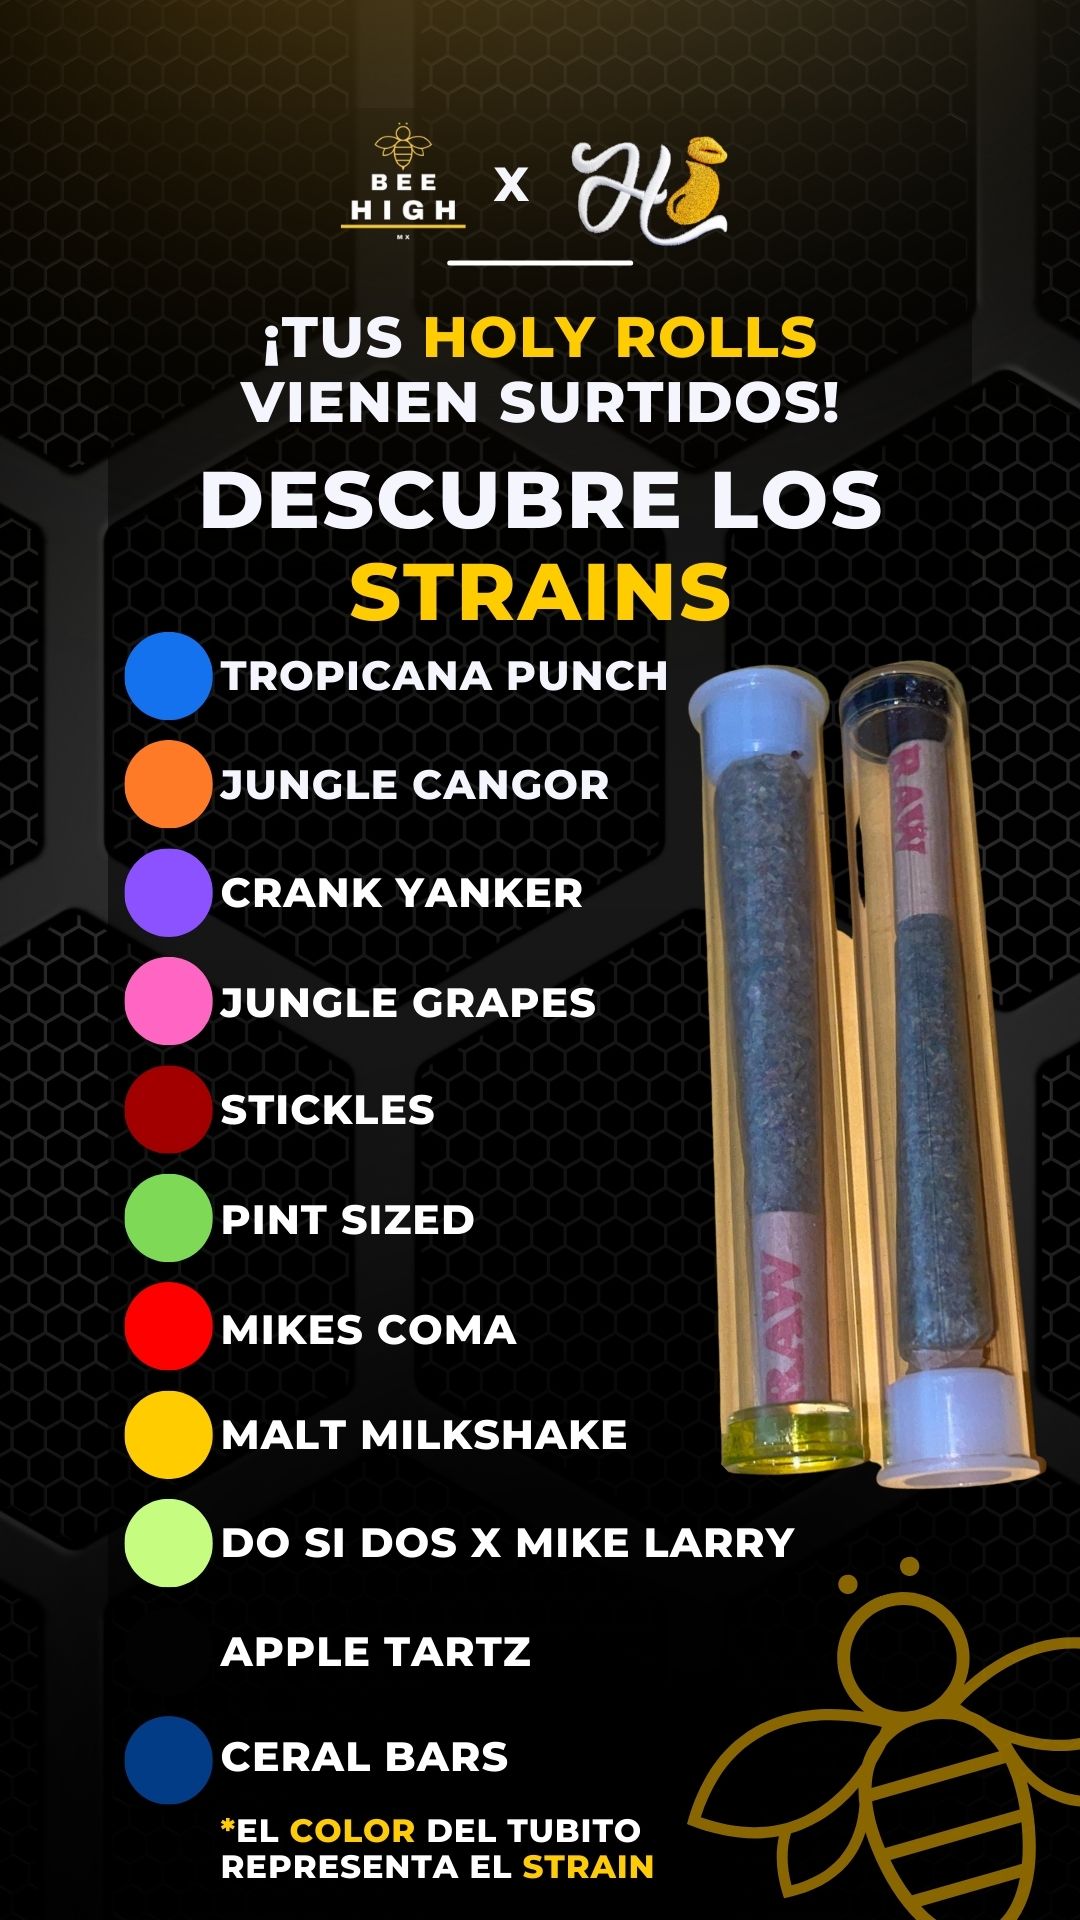 BEE
HIGH
MX
X
H
¡TUS HOLY ROLLS
VIENEN SURTIDOS!
DESCUBRE LOS
STRAINS
TROPICANA PUNCH
JUNGLE CANGOR
CRANK YANKER
JUNGLE GRAPES
STICKLES
PINT SIZED
MIKES COMA
MALT MILKSHAKE
DO SI DOS X MIKE LARRY
APPLE TARTZ
CERAL BARS
*EL COLOR DEL TUBITO
REPRESENTA EL STRAIN
RAW
RAW